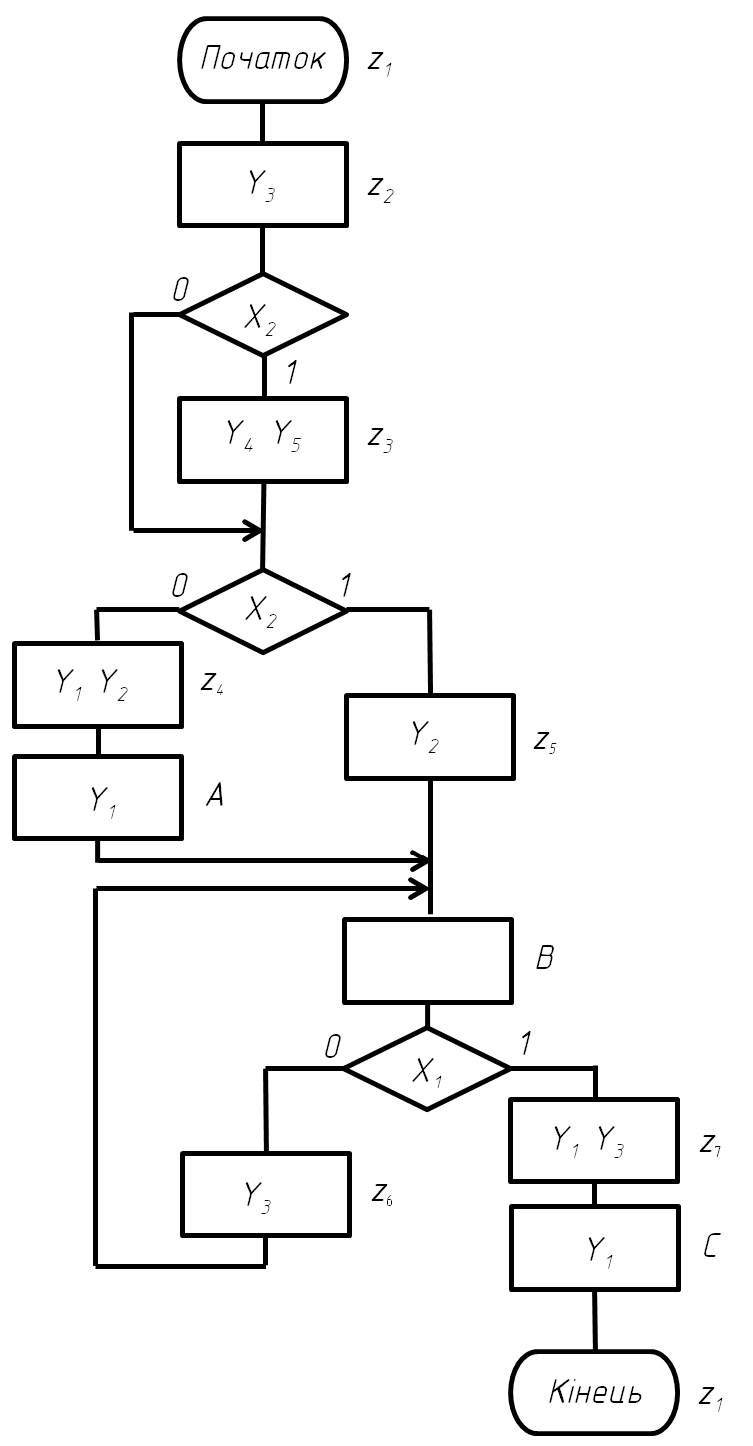 Початок z₁
Y₃ z₂
0
X₂
1
Y₄ Y₅ z₃
0 1
X₂
Y₁ Y₂ z₄
Y₂ z₅
Y₁ A
B
0 1
X₁
Y₁ Y₃ z₇
Y₃ z₆
Y₁ C
Кінець z₁